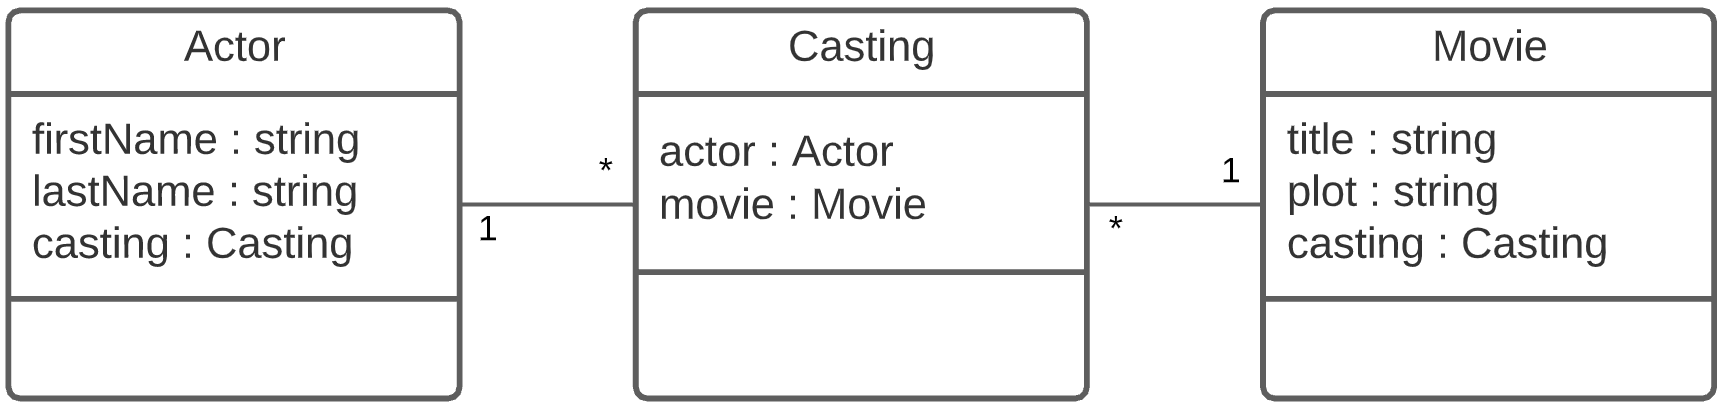 Actor
firstName : string
lastName : string
casting : Casting
1
*
Casting
actor : Actor
movie : Movie
*
1
Movie
title : string
plot : string
casting : Casting